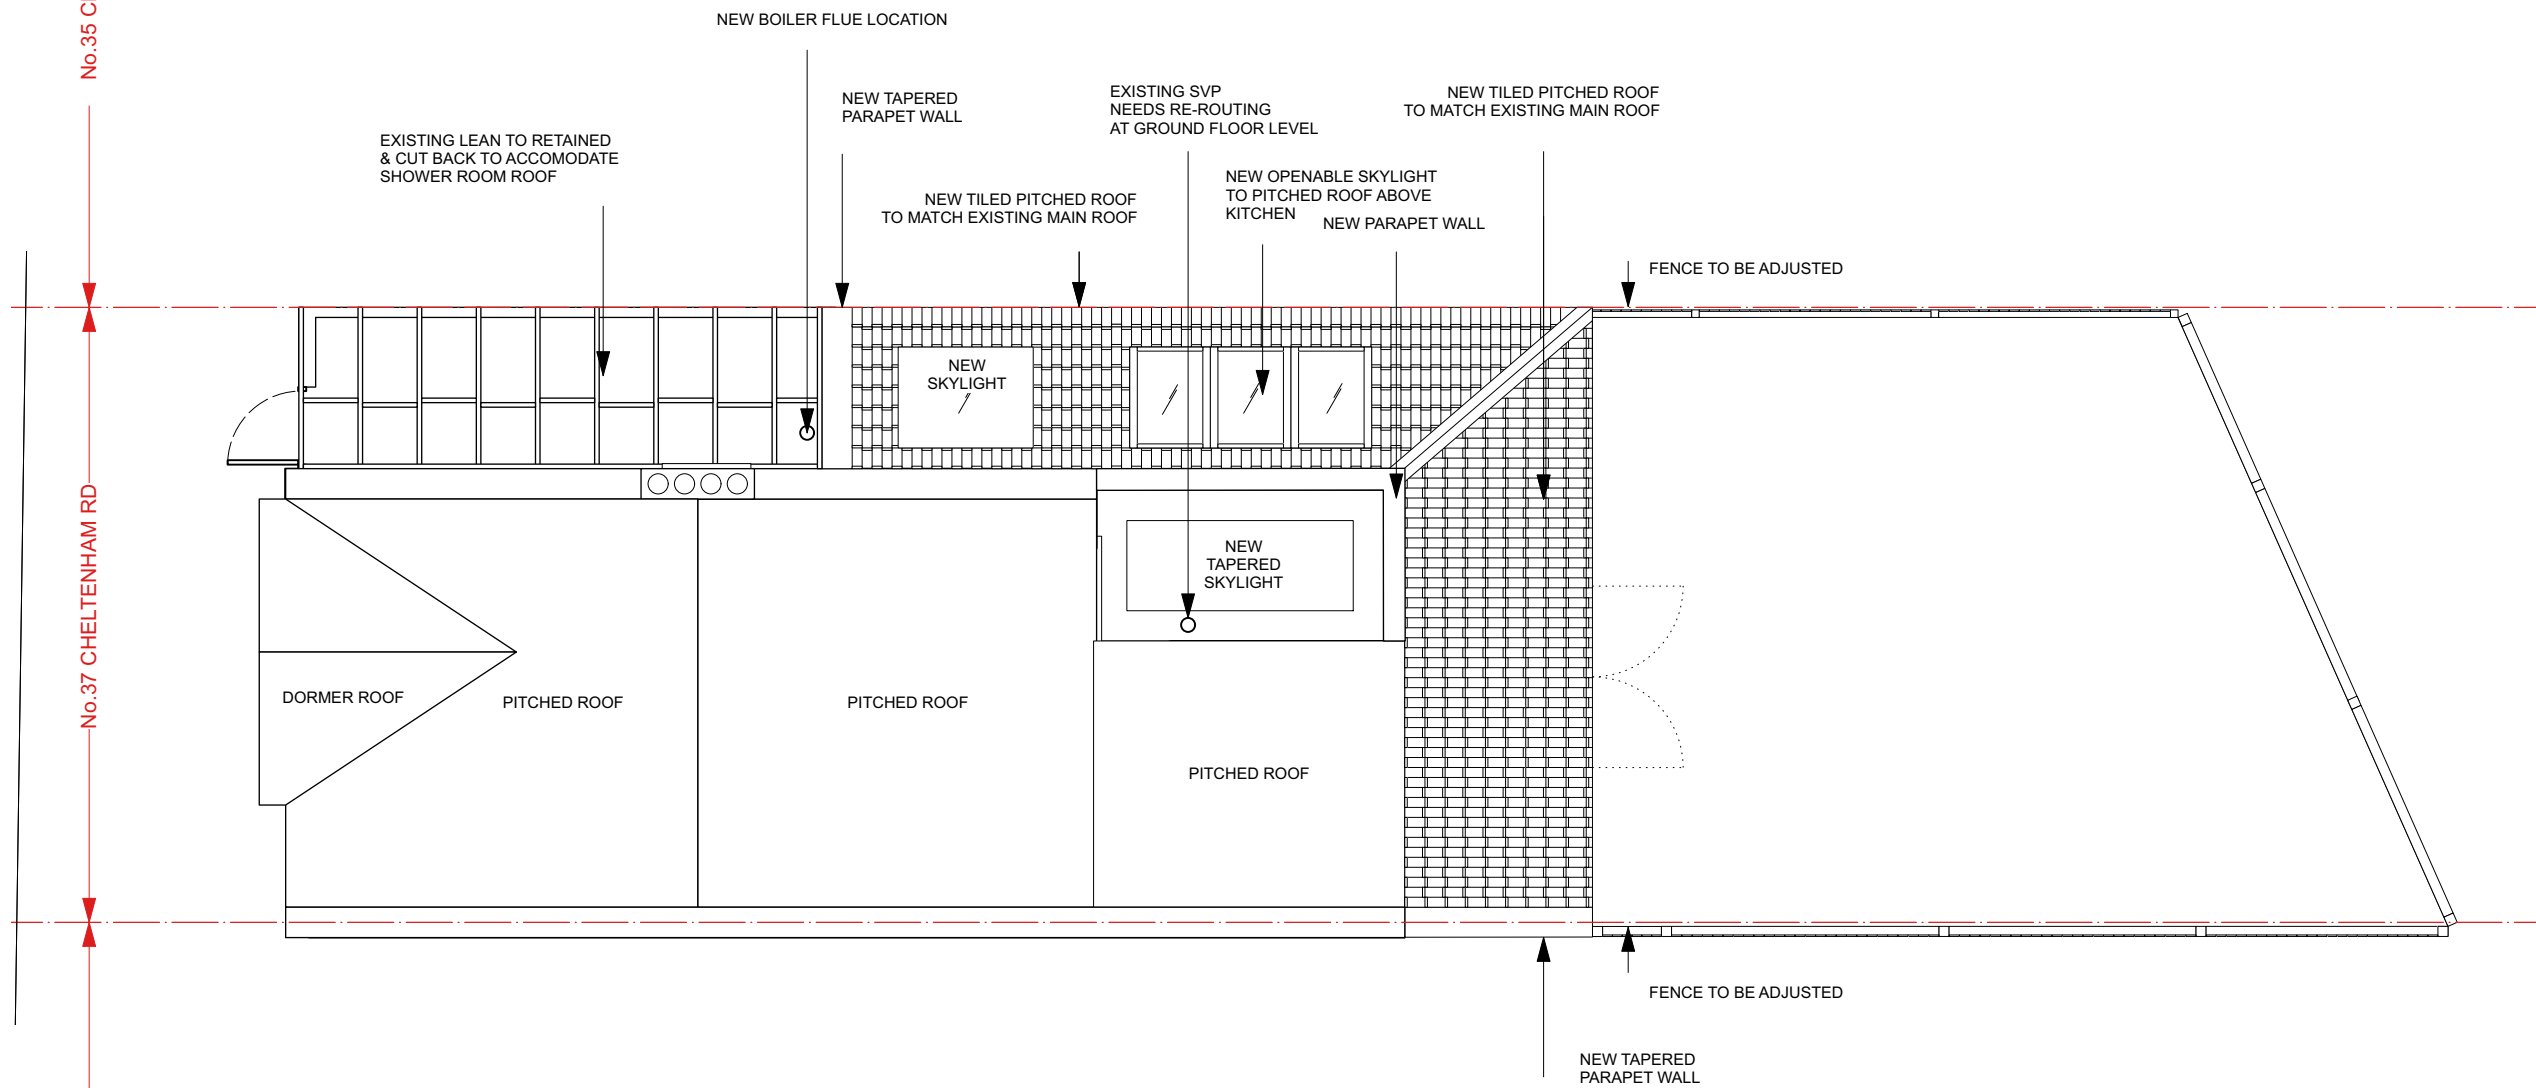 No.35 C
NEW BOILER FLUE LOCATION
NEW TAPERED
PARAPET WALL
EXISTING SVP
NEEDS RE-ROUTING
AT GROUND FLOOR LEVEL
NEW TILED PITCHED ROOF
TO MATCH EXISTING MAIN ROOF
EXISTING LEAN TO RETAINED
& CUT BACK TO ACCOMODATE
SHOWER ROOM ROOF
NEW TILED PITCHED ROOF
TO MATCH EXISTING MAIN ROOF
NEW OPENABLE SKYLIGHT
TO PITCHED ROOF ABOVE
KITCHEN
NEW PARAPET WALL
FENCE TO BE ADJUSTED
NEW
SKYLIGHT
No.37 CHELTENHAM RD
NEW
TAPERED
SKYLIGHT
DORMER ROOF
PITCHED ROOF
PITCHED ROOF
PITCHED ROOF
FENCE TO BE ADJUSTED
NEW TAPERED
PARAPET WALL